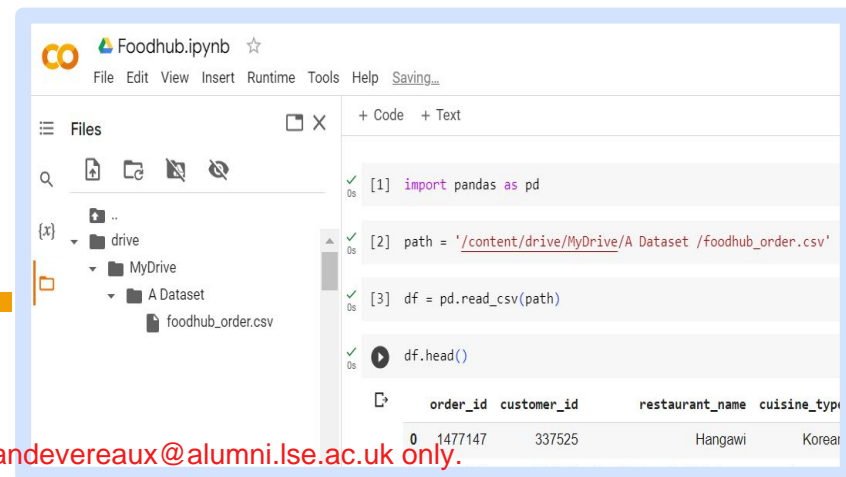 Foodhub.ipynb
File Edit View Insert Runtime Tools Help Saving...
Files
+ Code + Text
[1] import pandas as pd
0s
{x}
..
drive
[2] path = '/content/drive/MyDrive/A Dataset /foodhub_order.csv'
0s
MyDrive
A Dataset
[3] df = pd.read_csv(path)
0s
foodhub_order.csv
df.head()
0s
order_id customer_id restaurant_name cuisine_type
0 1477147 337525 Hangawi Korean
andevereaux@alumni.lse.ac.uk only.